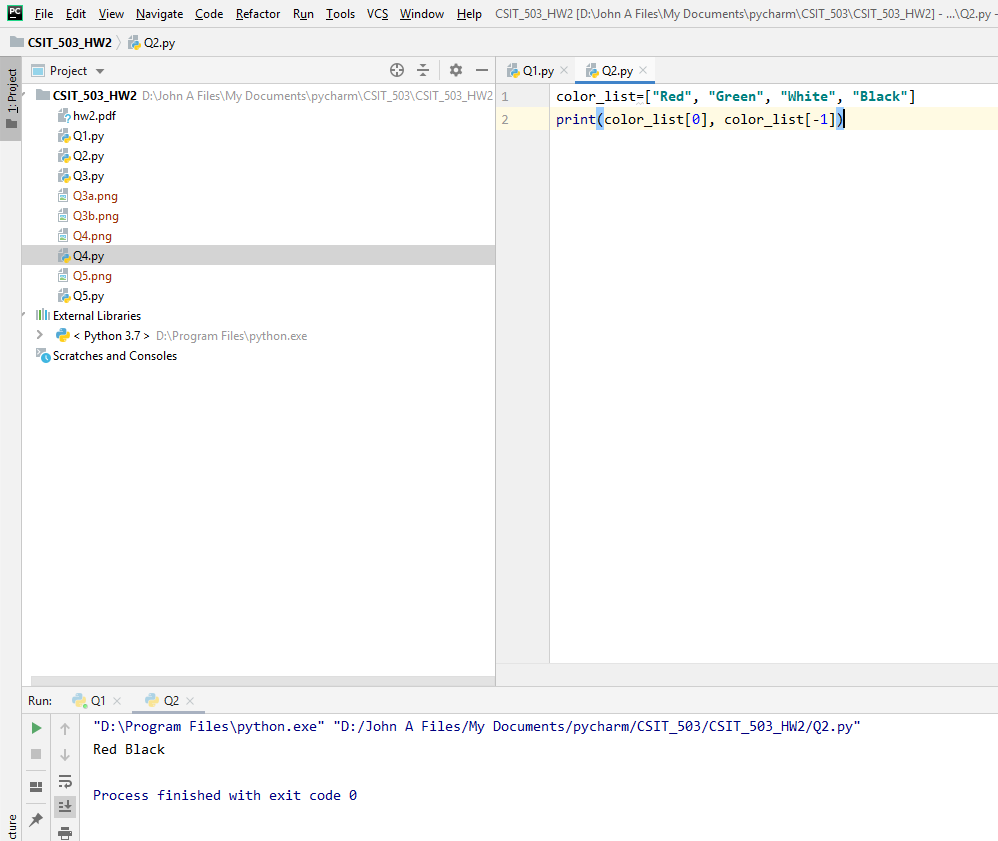 PC File Edit View Navigate Code Refactor Run Tools VCS Window Help CSIT_503_HW2 [D:\John A Files\My Documents\pycharm\CSIT_503\CSIT_503_HW2] - ...\Q2.py -
CSIT_503_HW2 Q2.py
1: Project
Project
Q1.py Q2.py
CSIT_503_HW2 D:\John A Files\My Documents\pycharm\CSIT_503\CSIT_503_HW2
hw2.pdf
Q1.py
Q2.py
Q3.py
Q3a.png
Q3b.png
Q4.png
Q4.py
Q5.png
Q5.py
External Libraries
< Python 3.7 > D:\Program Files\python.exe
Scratches and Consoles
1 color_list=["Red", "Green", "White", "Black"]
2 print(color_list[0], color_list[-1])
Run: Q1 Q2
"D:\Program Files\python.exe" "D:/John A Files/My Documents/pycharm/CSIT_503/CSIT_503_HW2/Q2.py"
Red Black
Process finished with exit code 0
cture